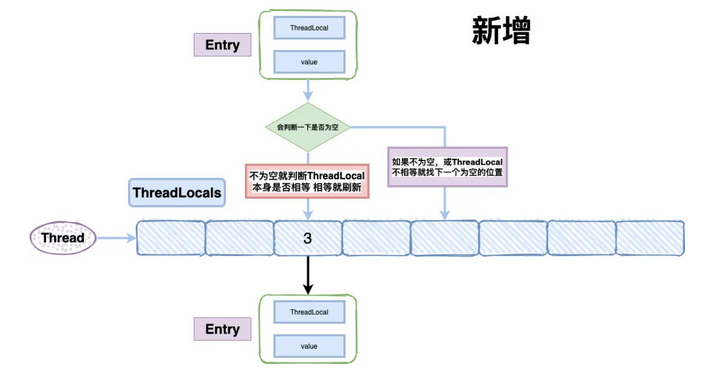 新增
Entry
ThreadLocal
value
会判断一下是否为空
不为空就判断ThreadLocal
本身是否相等 相等就刷新
如果不为空，或ThreadLocal
不相等就找下一个为空的位置
ThreadLocals
Thread
3
Entry
ThreadLocal
value